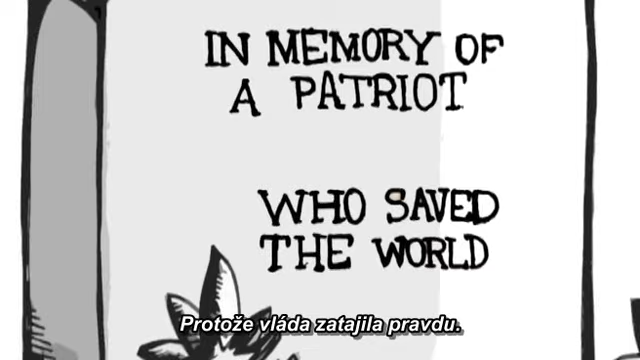 IN MEMORY OF
A PATRIOT
WHO SAVED
THE WORLD
Protože vláda zatajila pravdu.